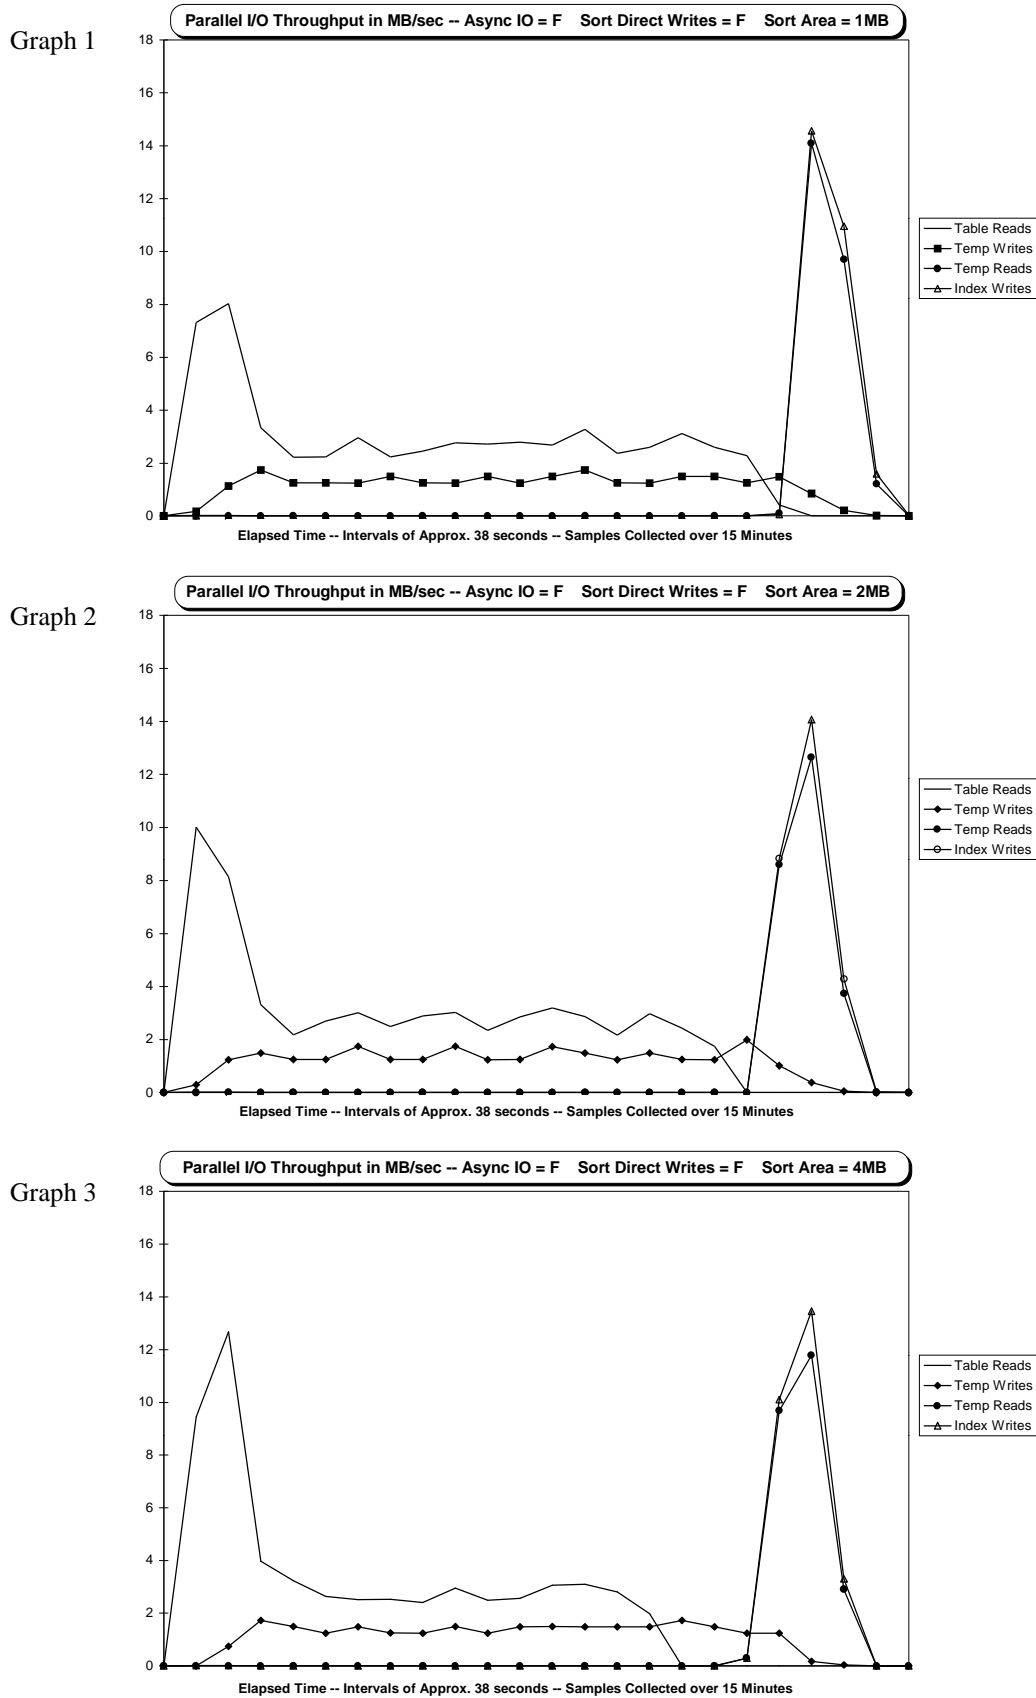 Graph 1
Parallel I/O Throughput in MB/sec -- Async IO = F Sort Direct Writes = F Sort Area = 1MB
18
16
14
12
10
8
6
4
2
0
Table Reads
Temp Writes
Temp Reads
Index Writes
Elapsed Time -- Intervals of Approx. 38 seconds -- Samples Collected over 15 Minutes
Graph 2
Parallel I/O Throughput in MB/sec -- Async IO = F Sort Direct Writes = F Sort Area = 2MB
18
16
14
12
10
8
6
4
2
0
Table Reads
Temp Writes
Temp Reads
Index Writes
Elapsed Time -- Intervals of Approx. 38 seconds -- Samples Collected over 15 Minutes
Graph 3
Parallel I/O Throughput in MB/sec -- Async IO = F Sort Direct Writes = F Sort Area = 4MB
18
16
14
12
10
8
6
4
2
0
Table Reads
Temp Writes
Temp Reads
Index Writes
Elapsed Time -- Intervals of Approx. 38 seconds -- Samples Collected over 15 Minutes